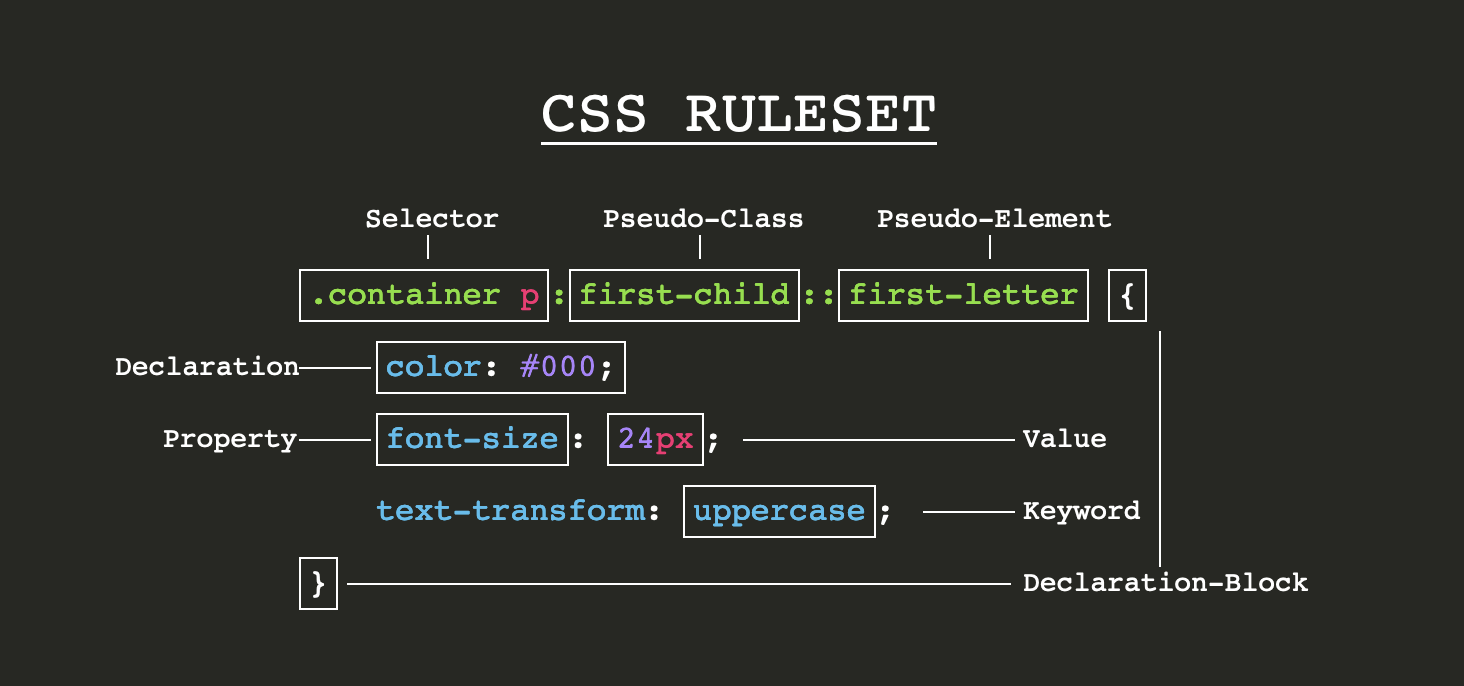 CSS RULESET
Selector Pseudo-Class Pseudo-Element
.container p:first-child::first-letter {
Declaration color: #000;
Property font-size: 24px; Value
text-transform: uppercase; Keyword
} Declaration-Block